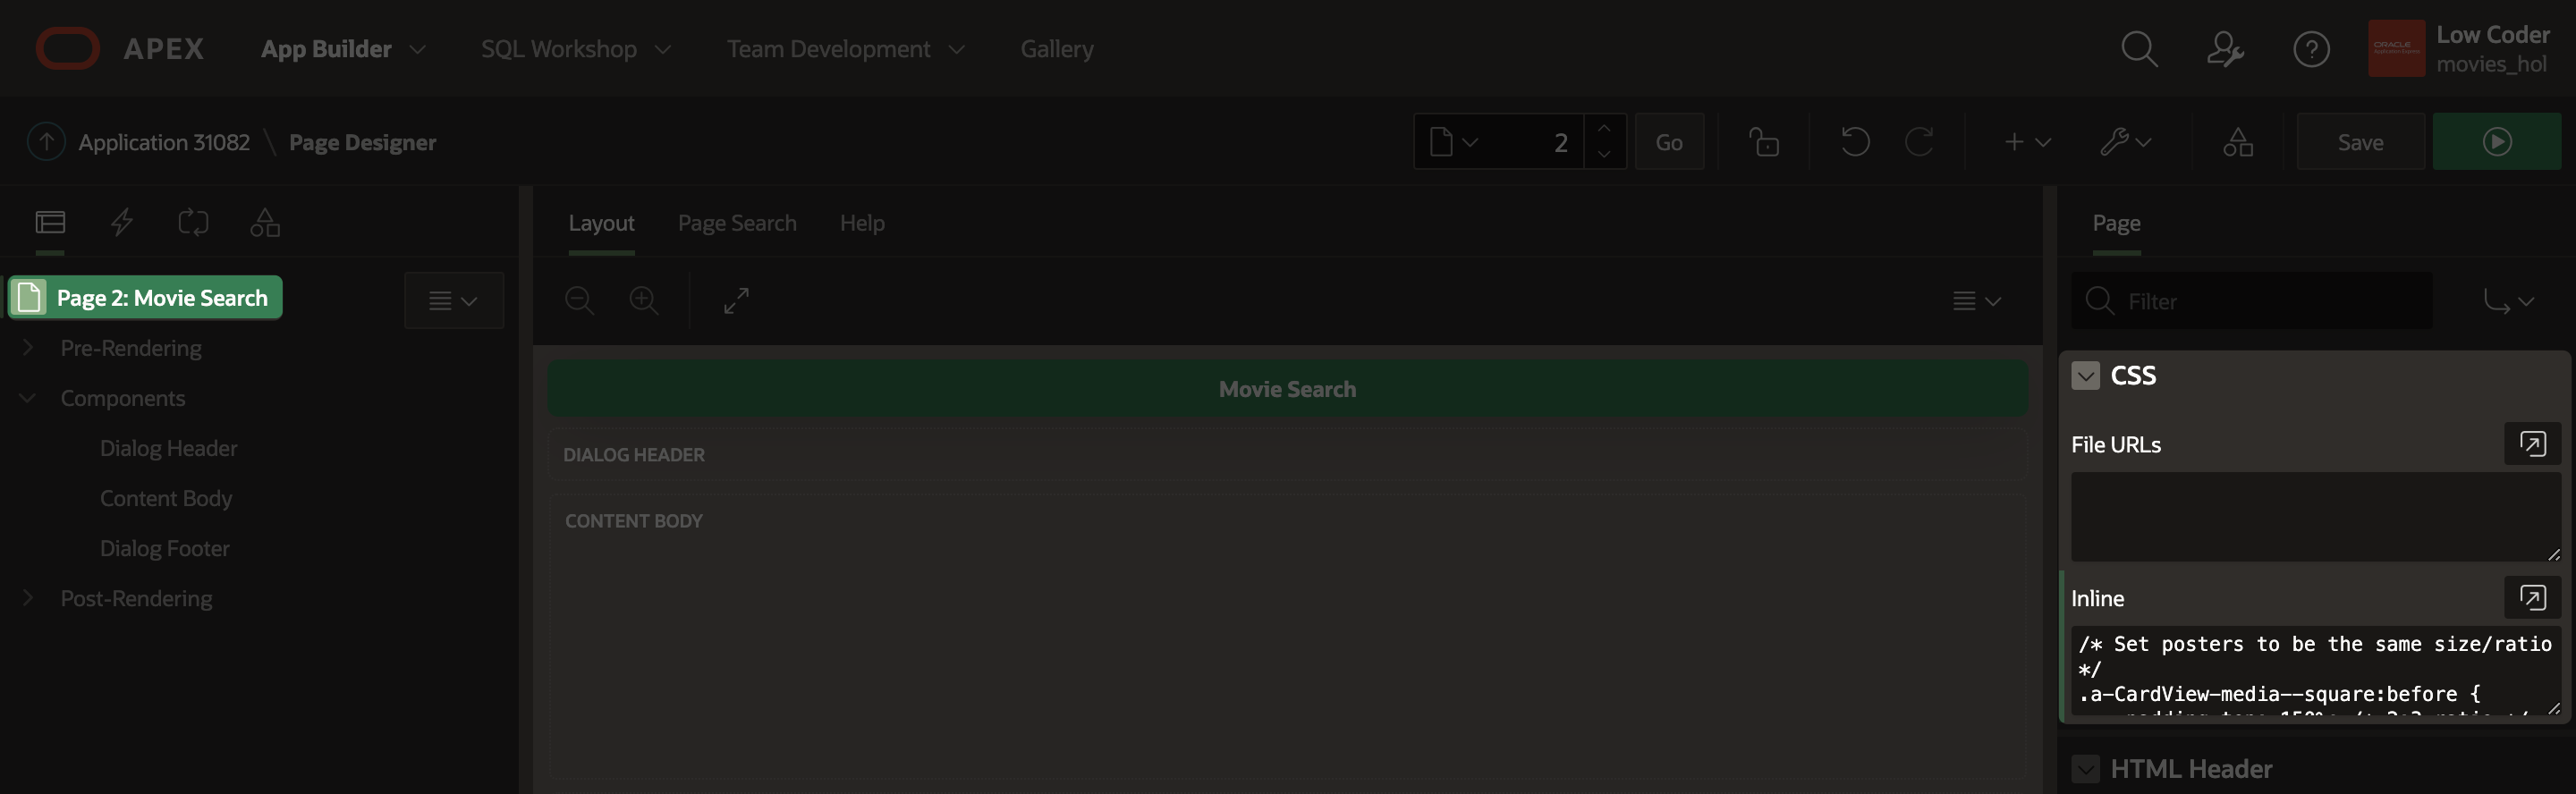 APEX
App Builder
SQL Workshop
Team Development
Gallery
Low Coder
movies_hol
Application 31082 \ Page Designer
2
Go
Save
Page 2: Movie Search
Pre-Rendering
Components
Dialog Header
Content Body
Dialog Footer
Post-Rendering
Layout
Page Search
Help
Movie Search
DIALOG HEADER
CONTENT BODY
Page
Filter
CSS
File URLs
Inline
/* Set posters to be the same size/ratio
*/
.a-CardView-media--square:before {
HTML Header